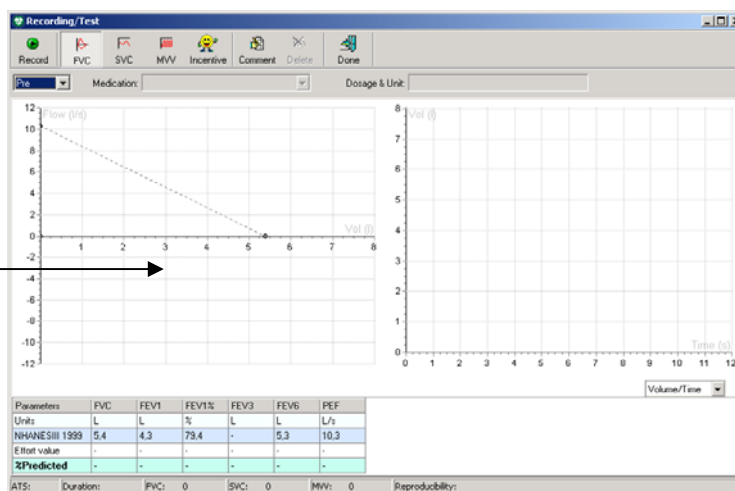 Recording/Test
Record FVC SVC MVV Incentive Comment Delete Done
Pre Medication: Dosage & Unit:
12 Flow (l/s)
10
8
6
4
2
0
1 2 3 4 5 6 7 8
Vol (l)
-2
-4
-6
-8
-10
-12
8 Vol (l)
7
6
5
4
3
2
1
0
Time (s)
0 1 2 3 4 5 6 7 8 9 10 11 12
Volume/Time
Parameters FVC FEV1 FEV1% FEV3 FEV6 PEF
Units L L % L L L/s
NHANESIII 1999 5,4 4,3 79,4 - 5,3 10,3
Effort value - - - - - -
%Predicted - - - - - -
ATS: Duration: FVC: 0 SVC: 0 MVV: 0 Reproducibility: